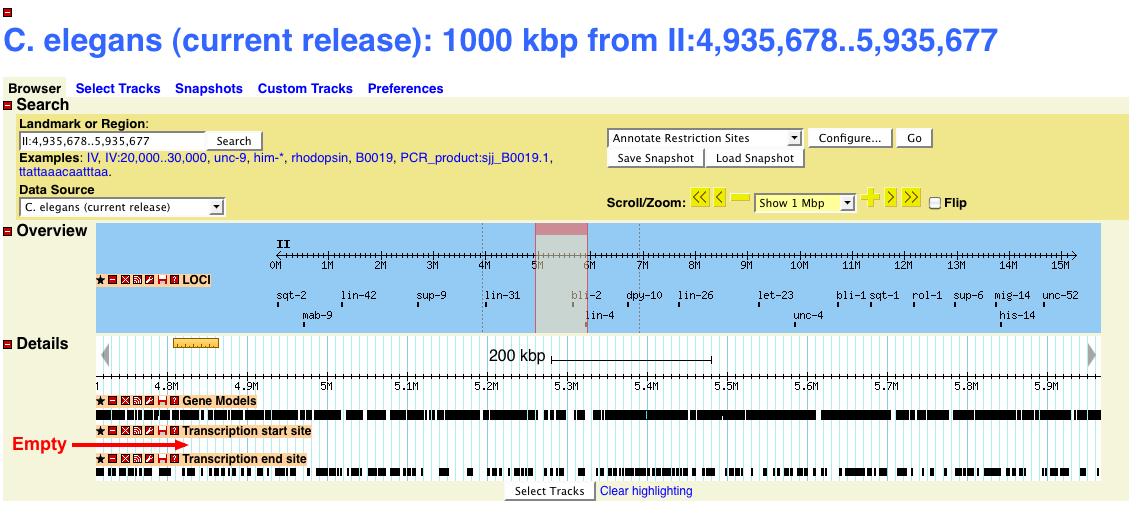 C. elegans (current release): 1000 kbp from II:4,935,678..5,935,677
Browser Select Tracks Snapshots Custom Tracks Preferences
Search
Landmark or Region:
II:4,935,678..5,935,677 Search
Annotate Restriction Sites Configure... Go
Examples: IV, IV:20,000..30,000, unc-9, him-*, rhodopsin, B0019, PCR_product:sjj_B0019.1,
ttattaaacaatttaa.
Save Snapshot Load Snapshot
Data Source
C. elegans (current release)
Scroll/Zoom: << < Show 1 Mbp > >> Flip
Overview
II
0M 1M 2M 3M 4M 5M 6M 7M 8M 9M 10M 11M 12M 13M 14M 15M
LOCI
sqt-2 lin-42 sup-9 lin-31 bli-2 dpy-10 lin-26 let-23 bli-1 sqt-1 rol-1 sup-6 mig-14 unc-52
mab-9 lin-4 unc-4 his-14
Details
200 kbp
1 4.8M 4.9M 5M 5.1M 5.2M 5.3M 5.4M 5.5M 5.6M 5.7M 5.8M 5.9M
Gene Models
Transcription start site
Empty
Transcription end site
Select Tracks Clear highlighting